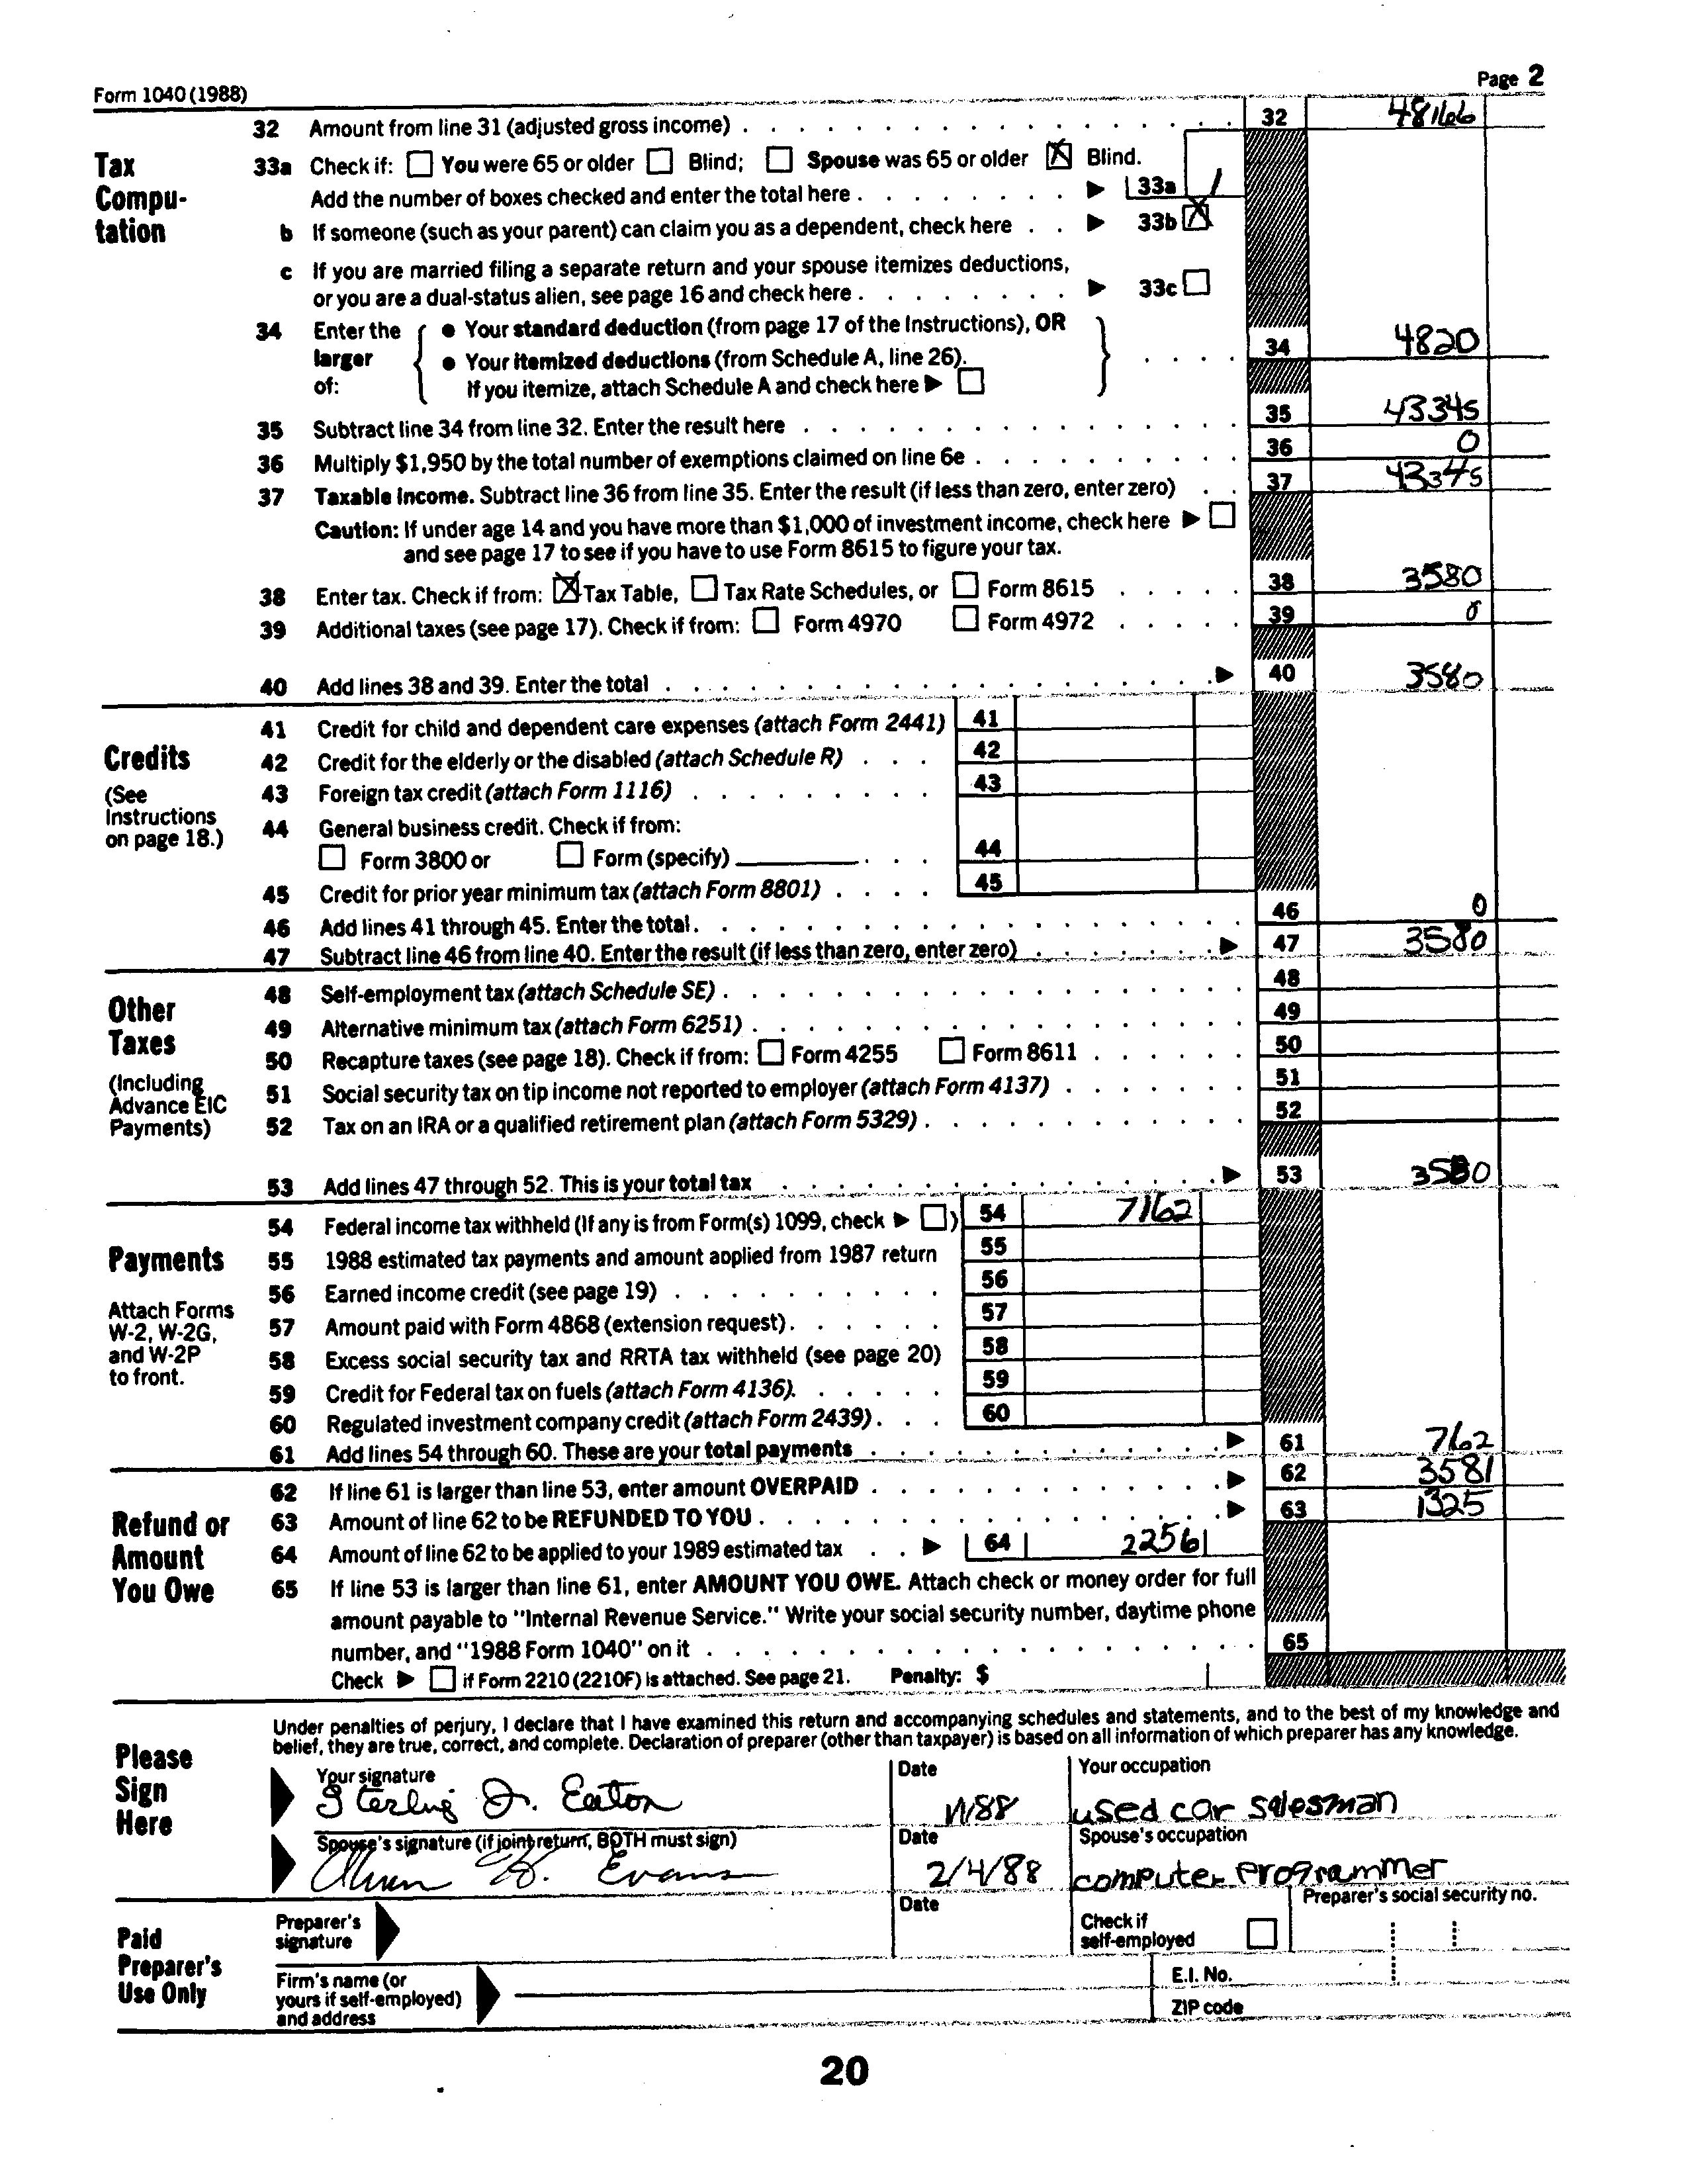 Form 1040 (1988)
Page 2
Tax Compu-tation
32 Amount from line 31 (adjusted gross income) . . . . 32 48166
33a Check if: ☐ You were 65 or older ☐ Blind; ☐ Spouse was 65 or older ☒ Blind.
Add the number of boxes checked and enter the total here . . . ▶ 33a 1
b If someone (such as your parent) can claim you as a dependent, check here . . ▶ 33b ☒
c If you are married filing a separate return and your spouse itemizes deductions,
or you are a dual-status alien, see page 16 and check here . . . ▶ 33c ☐
34 Enter the larger of: { ● Your standard deduction (from page 17 of the Instructions), OR
● Your itemized deductions (from Schedule A, line 26).
If you itemize, attach Schedule A and check here ▶ ☐ } . . . . 34 4820
35 Subtract line 34 from line 32. Enter the result here . . . . 35 43345
36 Multiply $1,950 by the total number of exemptions claimed on line 6e . . . . 36 0
37 Taxable income. Subtract line 36 from line 35. Enter the result (if less than zero, enter zero) . . 37 43345
Caution: If under age 14 and you have more than $1,000 of investment income, check here ▶ ☐
and see page 17 to see if you have to use Form 8615 to figure your tax.
38 Enter tax. Check if from: ☒ Tax Table, ☐ Tax Rate Schedules, or ☐ Form 8615 . . . . 38 3580
39 Additional taxes (see page 17). Check if from: ☐ Form 4970 ☐ Form 4972 . . . . 39 0
40 Add lines 38 and 39. Enter the total . . . . ▶ 40 3580
Credits
(See Instructions on page 18.)
41 Credit for child and dependent care expenses (attach Form 2441) 41
42 Credit for the elderly or the disabled (attach Schedule R) . . . 42
43 Foreign tax credit (attach Form 1116) . . . . 43
44 General business credit. Check if from:
☐ Form 3800 or ☐ Form (specify) ________ . . . 44
45 Credit for prior year minimum tax (attach Form 8801) . . . . 45
46 Add lines 41 through 45. Enter the total. . . . . 46 0
47 Subtract line 46 from line 40. Enter the result (if less than zero, enter zero) . . . . ▶ 47 3580
Other Taxes
(Including Advance EIC Payments)
48 Self-employment tax (attach Schedule SE) . . . . 48
49 Alternative minimum tax (attach Form 6251) . . . . 49
50 Recapture taxes (see page 18). Check if from: ☐ Form 4255 ☐ Form 8611 . . . . 50
51 Social security tax on tip income not reported to employer (attach Form 4137) . . . . 51
52 Tax on an IRA or a qualified retirement plan (attach Form 5329) . . . . 52
53 Add lines 47 through 52. This is your total tax . . . . ▶ 53 3580
Payments
Attach Forms W-2, W-2G, and W-2P to front.
54 Federal income tax withheld (If any is from Form(s) 1099, check ▶ ☐) 54 7162
55 1988 estimated tax payments and amount applied from 1987 return 55
56 Earned income credit (see page 19) . . . . 56
57 Amount paid with Form 4868 (extension request) . . . . 57
58 Excess social security tax and RRTA tax withheld (see page 20) 58
59 Credit for Federal tax on fuels (attach Form 4136). . . . . 59
60 Regulated investment company credit (attach Form 2439) . . . 60
61 Add lines 54 through 60. These are your total payments . . . . ▶ 61 762
Refund or Amount You Owe
62 If line 61 is larger than line 53, enter amount OVERPAID . . . . ▶ 62 3581
63 Amount of line 62 to be REFUNDED TO YOU . . . . ▶ 63 1325
64 Amount of line 62 to be applied to your 1989 estimated tax . . ▶ 64 2256
65 If line 53 is larger than line 61, enter AMOUNT YOU OWE. Attach check or money order for full
amount payable to "Internal Revenue Service." Write your social security number, daytime phone
number, and "1988 Form 1040" on it . . . . 65
Check ▶ ☐ if Form 2210 (2210F) is attached. See page 21. Penalty: $
Please Sign Here
Under penalties of perjury, I declare that I have examined this return and accompanying schedules and statements, and to the best of my knowledge and
belief, they are true, correct, and complete. Declaration of preparer (other than taxpayer) is based on all information of which preparer has any knowledge.
Your signature Date Your occupation
Sterling J. Eaton used car salesman
Spouse's signature (if joint return, BOTH must sign) Date Spouse's occupation
Evans 2/4/88 computer programmer
Paid Preparer's Use Only
Preparer's signature Date Check if self-employed ☐ Preparer's social security no.
Firm's name (or yours if self-employed) and address E.I. No.
ZIP code
20